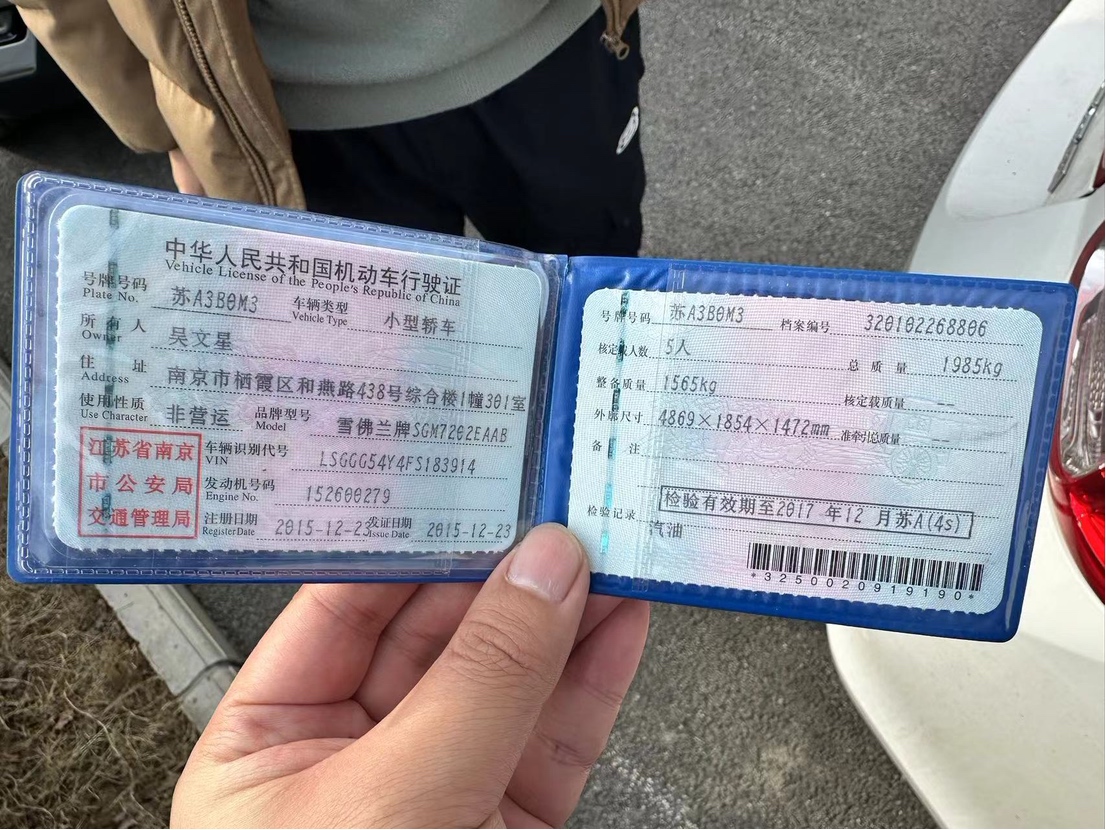 中华人民共和国机动车行驶证
Vehicle License of the People's Republic of China
号牌号码 苏A3B0M3 车辆类型 小型轿车
Plate No. Vehicle Type
所有人 吴文星
Owner
住址 南京市栖霞区和燕路438号综合楼1幢301室
Address
使用性质 非营运 品牌型号 雪佛兰牌SGM7202EAAB
Use Character Model
江苏省南京
市公安局
交通管理局
车辆识别代号 LSGGG54Y4FS183914
VIN
发动机号码 152600279
Engine No.
注册日期 2015-12-23 发证日期 2015-12-23
Register Date Issue Date
号牌号码 苏A3B0M3 档案编号 320102268806
核定载人数 5人 总质量 1985kg
整备质量 1565kg 核定载质量 --
外廓尺寸 4869×1854×1472mm 准牵引总质量 --
备注
检验有效期至2017年12月苏A(4s)
检验记录 汽油
*3250020919190*